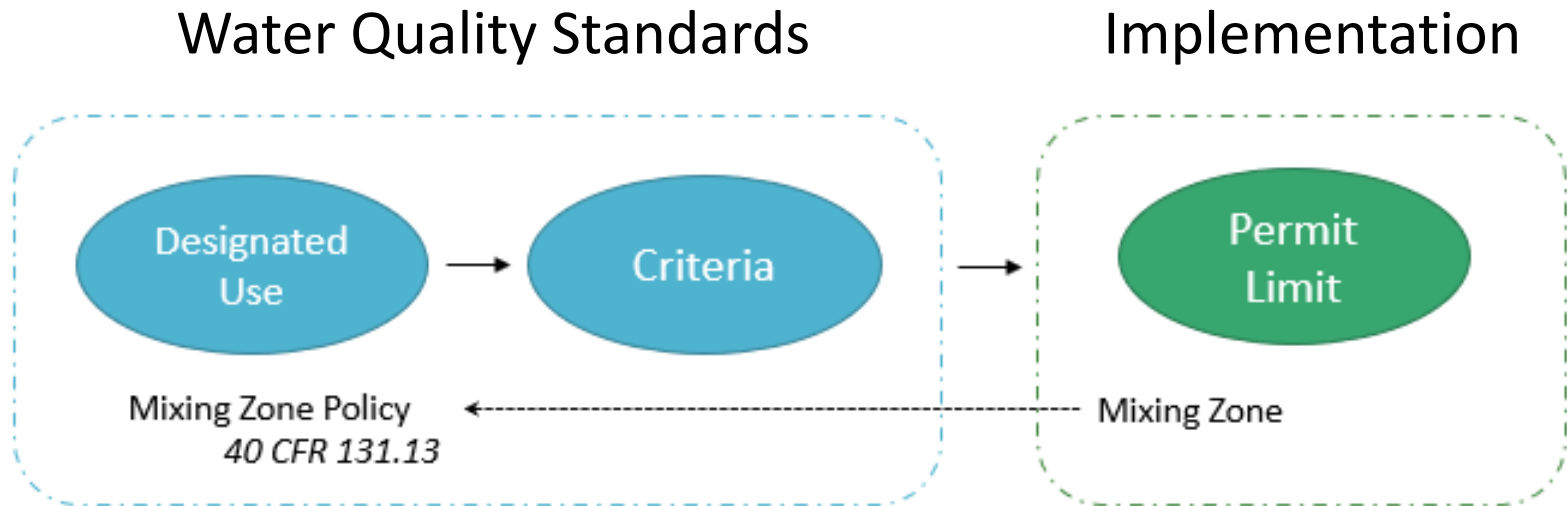 Water Quality Standards
Implementation
Designated
Use
Criteria
Permit
Limit
Mixing Zone Policy
40 CFR 131.13
Mixing Zone